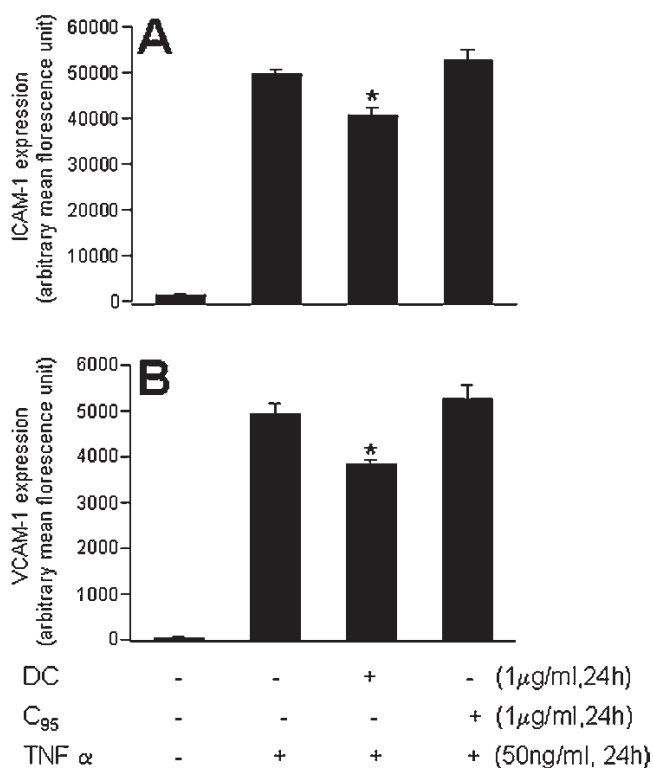 A
ICAM-1 expression
(arbitrary mean florescence unit)
60000
50000
40000
30000
20000
10000
0
*
B
VCAM-1 expression
(arbitrary mean florescence unit)
6000
5000
4000
3000
2000
1000
0
*
DC - - + - (1μg/ml,24h)
C95 - - - + (1μg/ml,24h)
TNF α - + + + (50ng/ml, 24h)